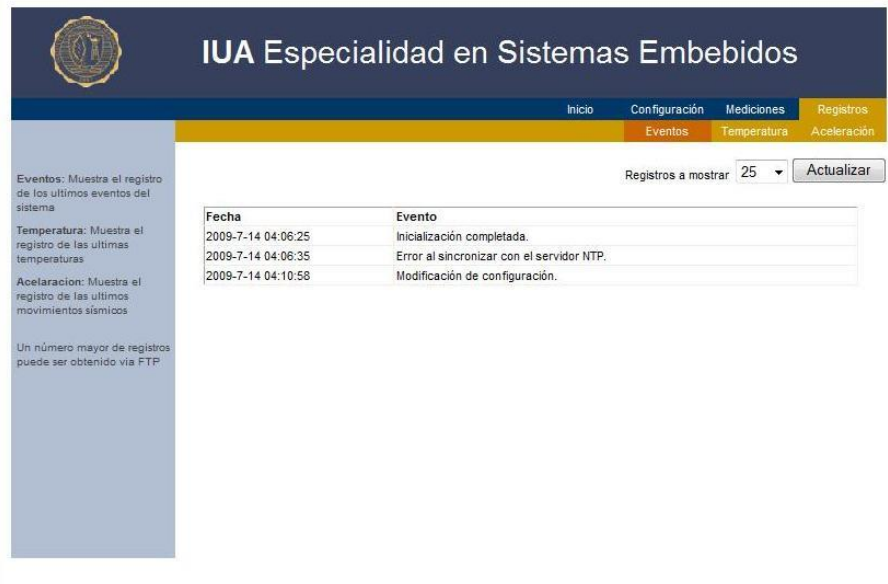 IUA Especialidad en Sistemas Embebidos
Inicio Configuración Mediciones Registros
Eventos Temperatura Aceleración
Registros a mostrar 25 Actualizar
Eventos: Muestra el registro
de los ultimos eventos del
sistema
Temperatura: Muestra el
registro de las ultimas
temperaturas
Acelaracion: Muestra el
registro de las ultimos
movimientos sísmicos
Un número mayor de registros
puede ser obtenido via FTP
Fecha Evento
2009-7-14 04:06:25 Inicialización completada.
2009-7-14 04:06:35 Error al sincronizar con el servidor NTP.
2009-7-14 04:10:58 Modificación de configuración.